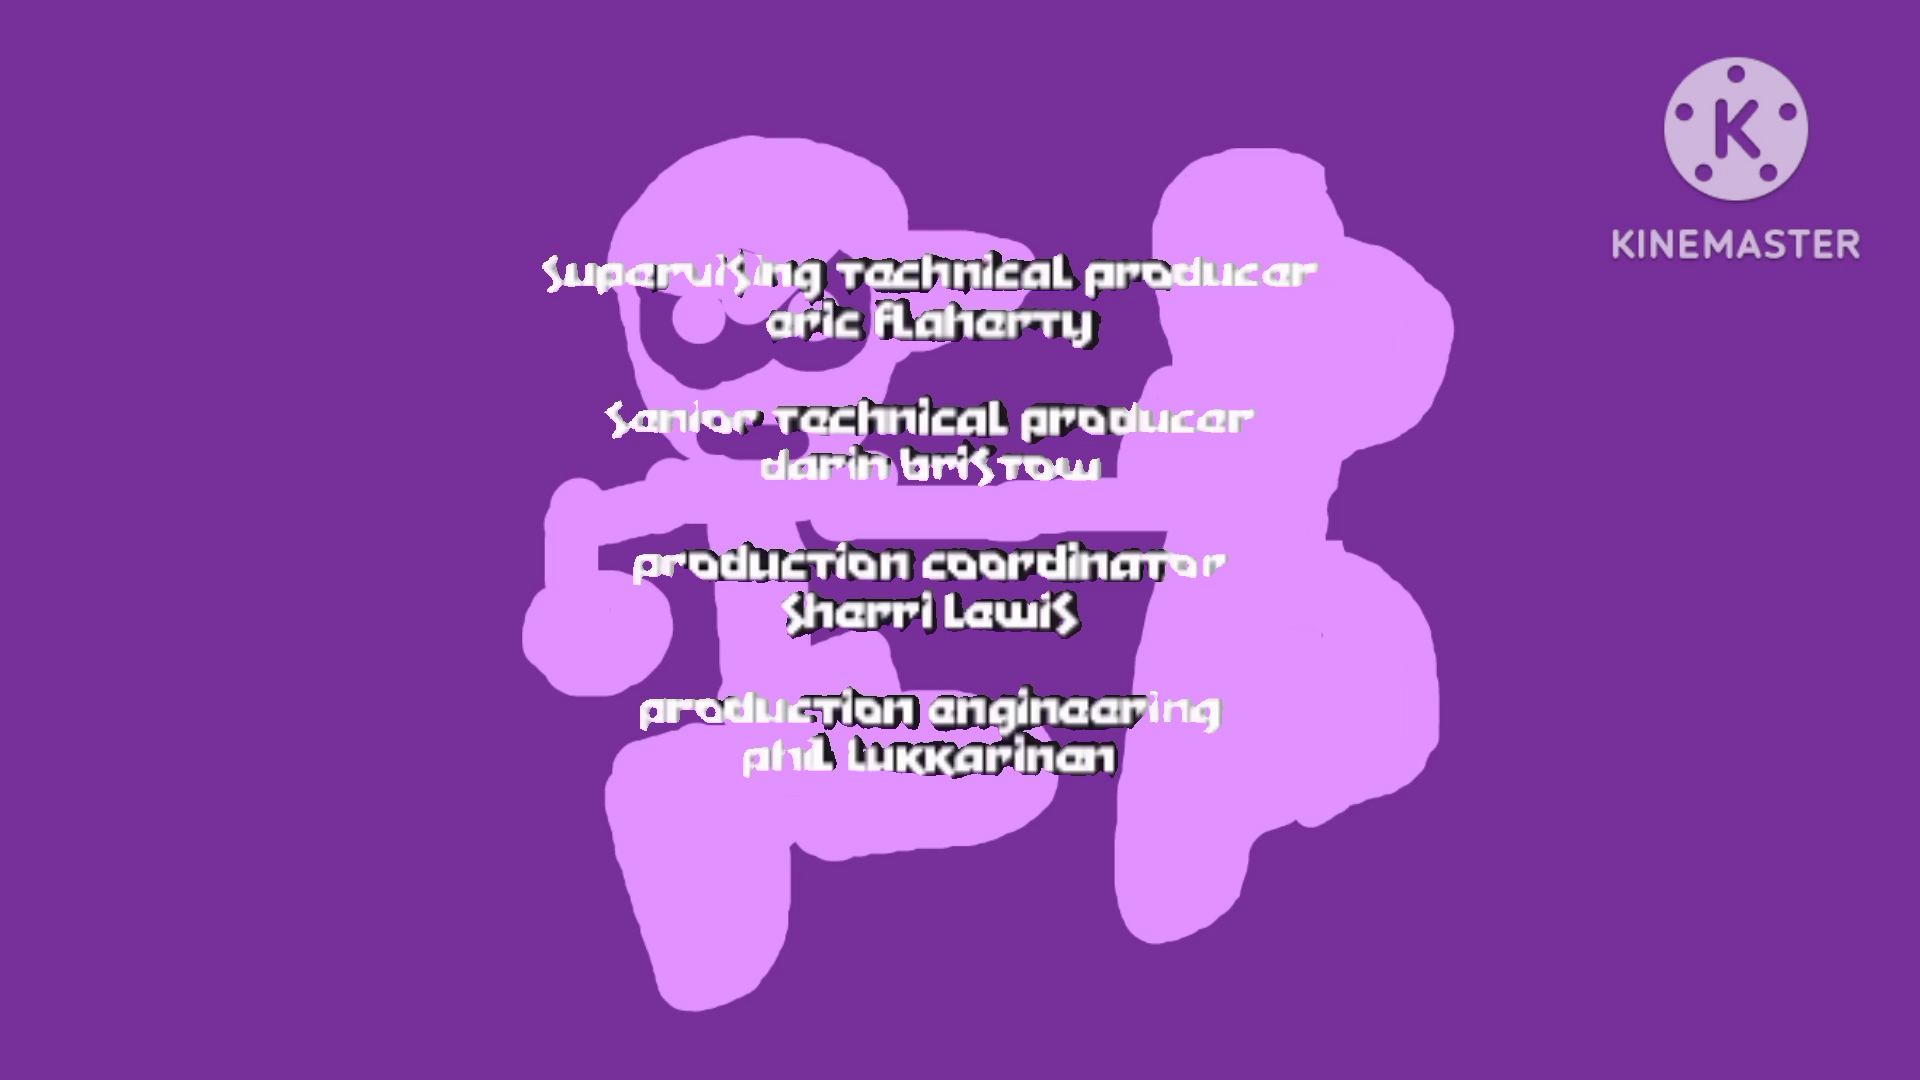 Supervising technical producer
eric flaherty
Senior technical producer
darin bristow
production coordinator
Sherri Lewis
production engineering
phil Lukkarinen
K
KINEMASTER